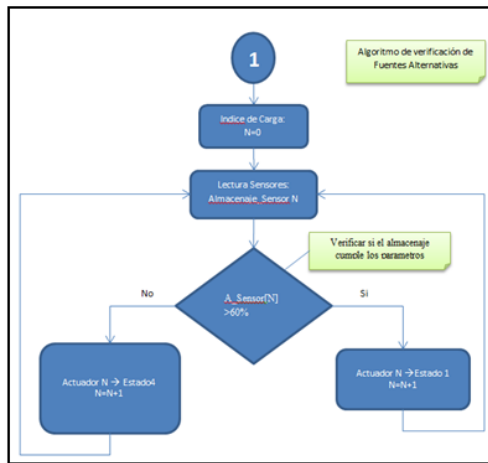 1
Algoritmo de verificación de
Fuentes Alternativas
Indice de Carga:
N=0
Lectura Sensores:
Almacenaje_Sensor N
Verificar si el almacenaje
cumple los parametros
No
A_Sensor[N]
>60%
Si
Actuador N → Estado4
N=N+1
Actuador N → Estado 1
N=N+1